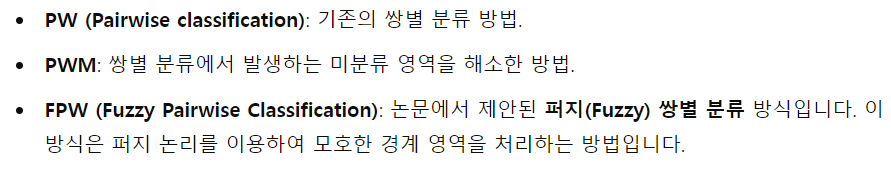 • PW (Pairwise classification): 기존의 쌍별 분류 방법.
• PWM: 쌍별 분류에서 발생하는 미분류 영역을 해소한 방법.
• FPW (Fuzzy Pairwise Classification): 논문에서 제안된 퍼지(Fuzzy) 쌍별 분류 방식입니다. 이
방식은 퍼지 논리를 이용하여 모호한 경계 영역을 처리하는 방법입니다.